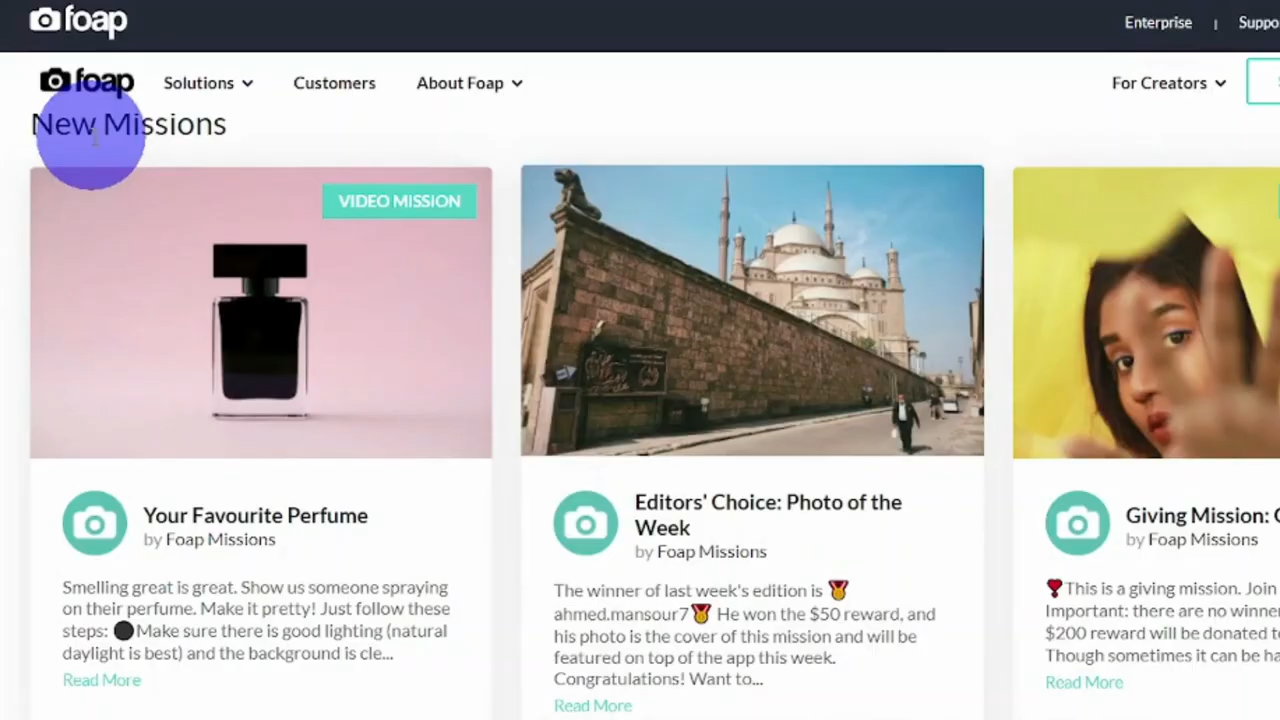 foap
Enterprise | Suppo
foap Solutions Customers About Foap For Creators
New Missions
VIDEO MISSION
Your Favourite Perfume
by Foap Missions
Smelling great is great. Show us someone spraying
on their perfume. Make it pretty! Just follow these
steps: ⚫Make sure there is good lighting (natural
daylight is best) and the background is cle...
Read More
Editors' Choice: Photo of the
Week
by Foap Missions
The winner of last week's edition is 🏅
ahmed.mansour7🏅 He won the $50 reward, and
his photo is the cover of this mission and will be
featured on top of the app this week.
Congratulations! Want to...
Read More
Giving Mission:
by Foap Missions
❣️This is a giving mission. Join
Important: there are no winne
$200 reward will be donated t
Though sometimes it can be ha
Read More